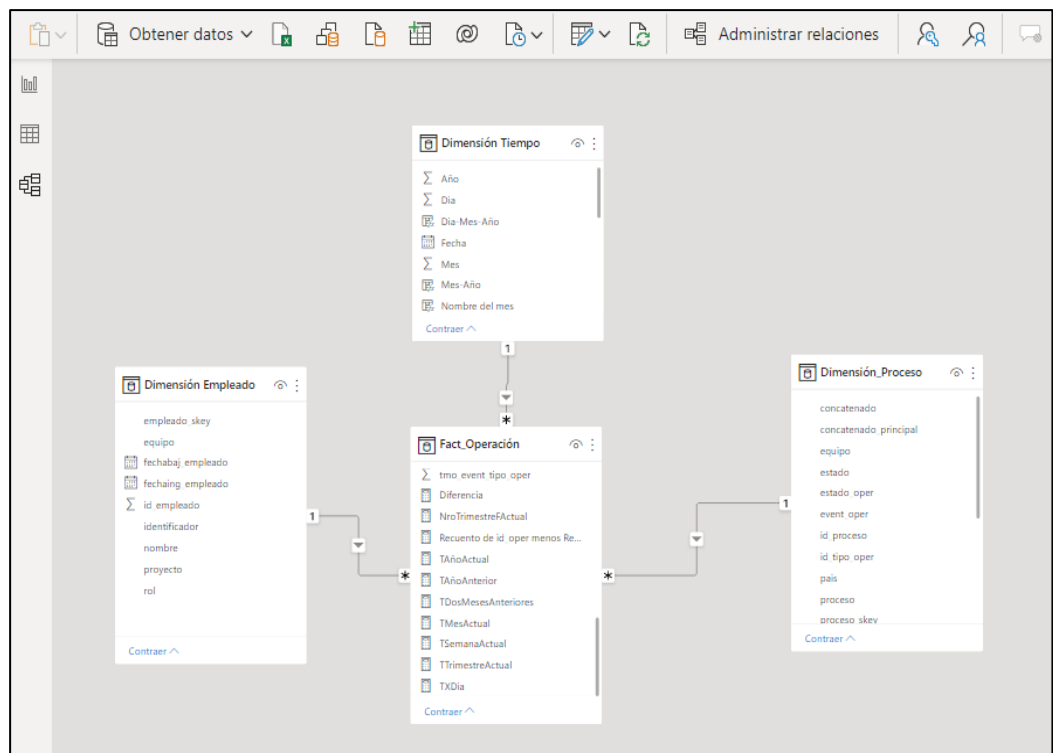 Obtener datos
Administrar relaciones
Dimensión Tiempo
Año
Dia
Dia-Mes-Año
Fecha
Mes
Mes-Año
Nombre del mes
Contraer
1
*
Dimensión Empleado
empleado_skey
equipo
fechabaj_empleado
fechaing_empleado
id_empleado
identificador
nombre
proyecto
rol
Contraer
1
*
Fact_Operación
tmo_event_tipo_oper
Diferencia
NroTrimestreFActual
Recuento de id_oper menos Re...
TAñoActual
TAñoAnterior
TDosMesesAnteriores
TMesActual
TSemanaActual
TTrimestreActual
TXDia
Contraer
*
1
Dimensión_Proceso
concatenado
concatenado_principal
equipo
estado
estado_oper
event_oper
id_proceso
id_tipo_oper
pais
proceso
proceso_skey
Contraer